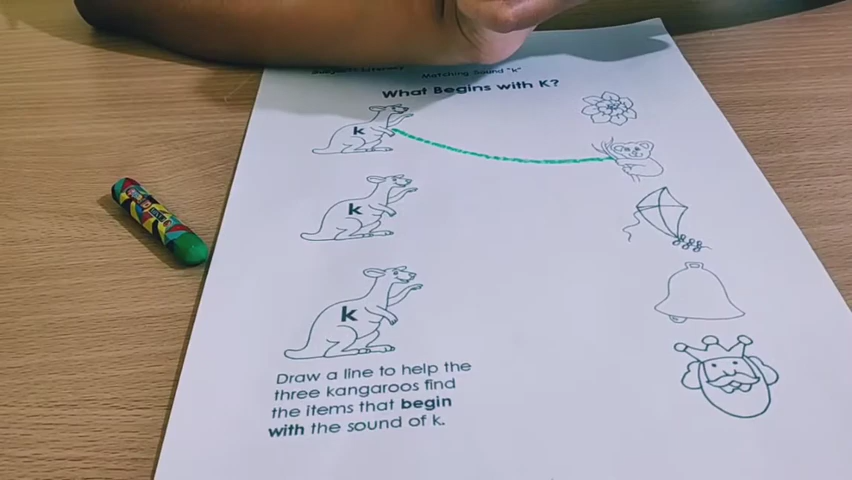 Matching Sound "k"
What Begins with K?
k
k
k
Draw a line to help the
three kangaroos find
the items that begin
with the sound of k.